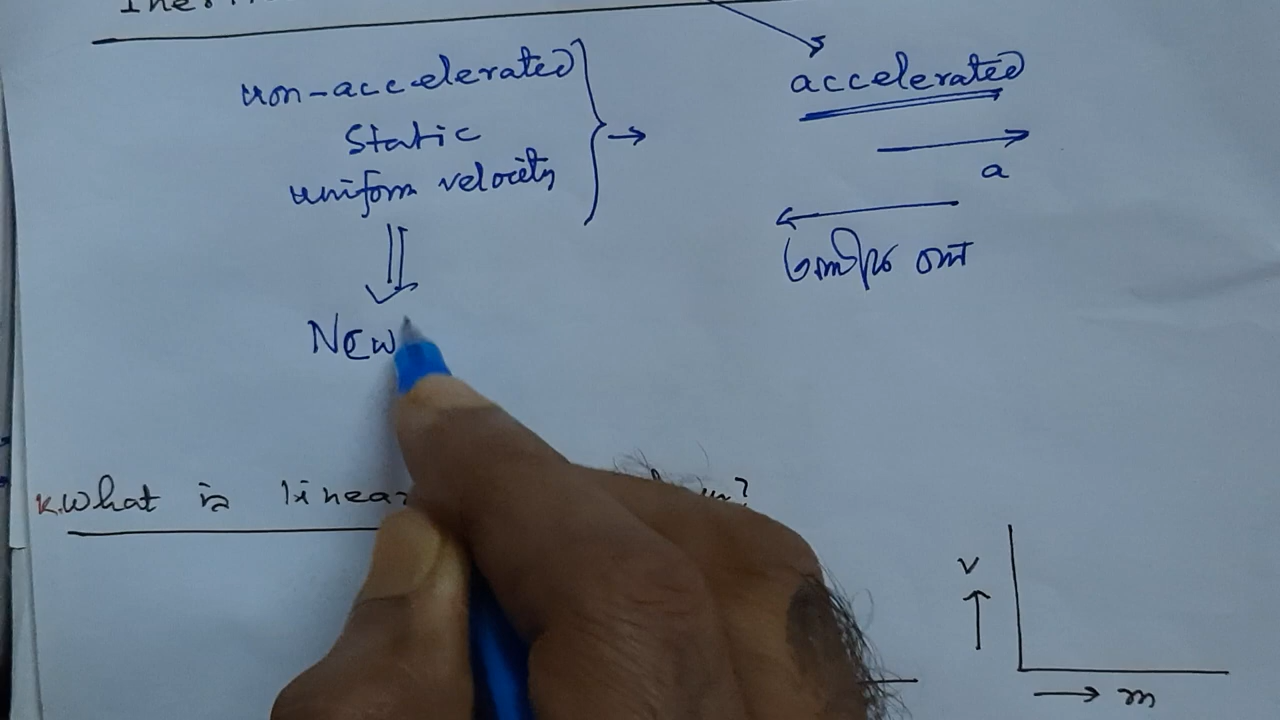 non-accelerated
static
uniform velocity
New
accelerated
a
What is linear
v
m